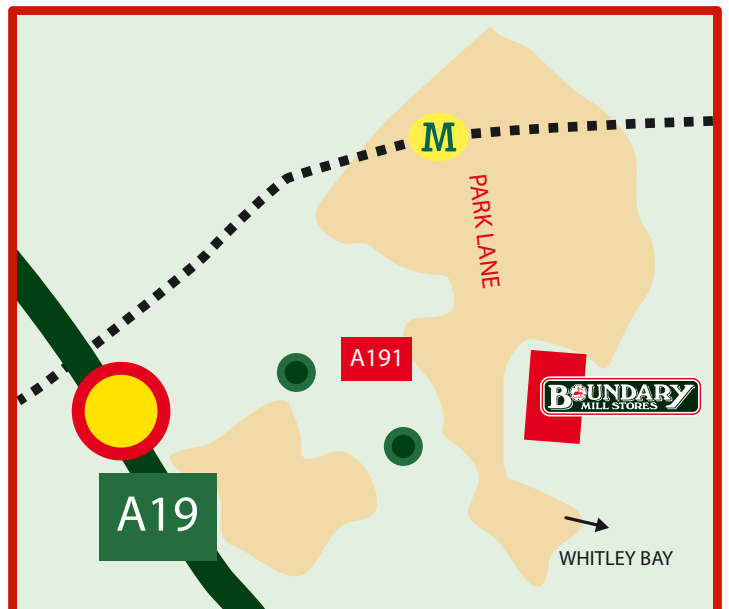 M
PARK LANE
A191
BOUNDARY
MILL STORES
A19
WHITLEY BAY